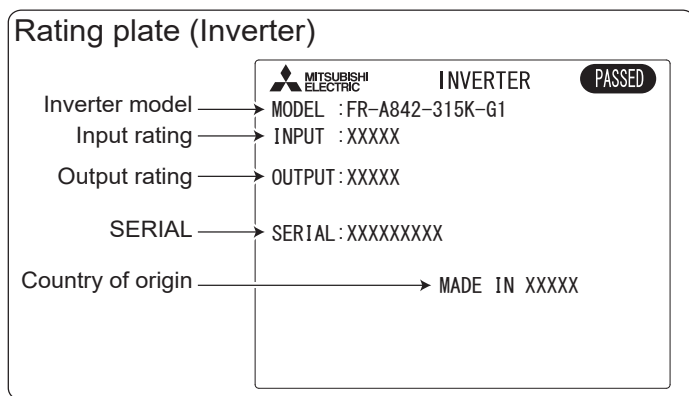 Rating plate (Inverter)
MITSUBISHI ELECTRIC INVERTER PASSED
Inverter model MODEL :FR-A842-315K-G1
Input rating INPUT :XXXXX
Output rating OUTPUT:XXXXX
SERIAL SERIAL:XXXXXXXXX
Country of origin MADE IN XXXXX